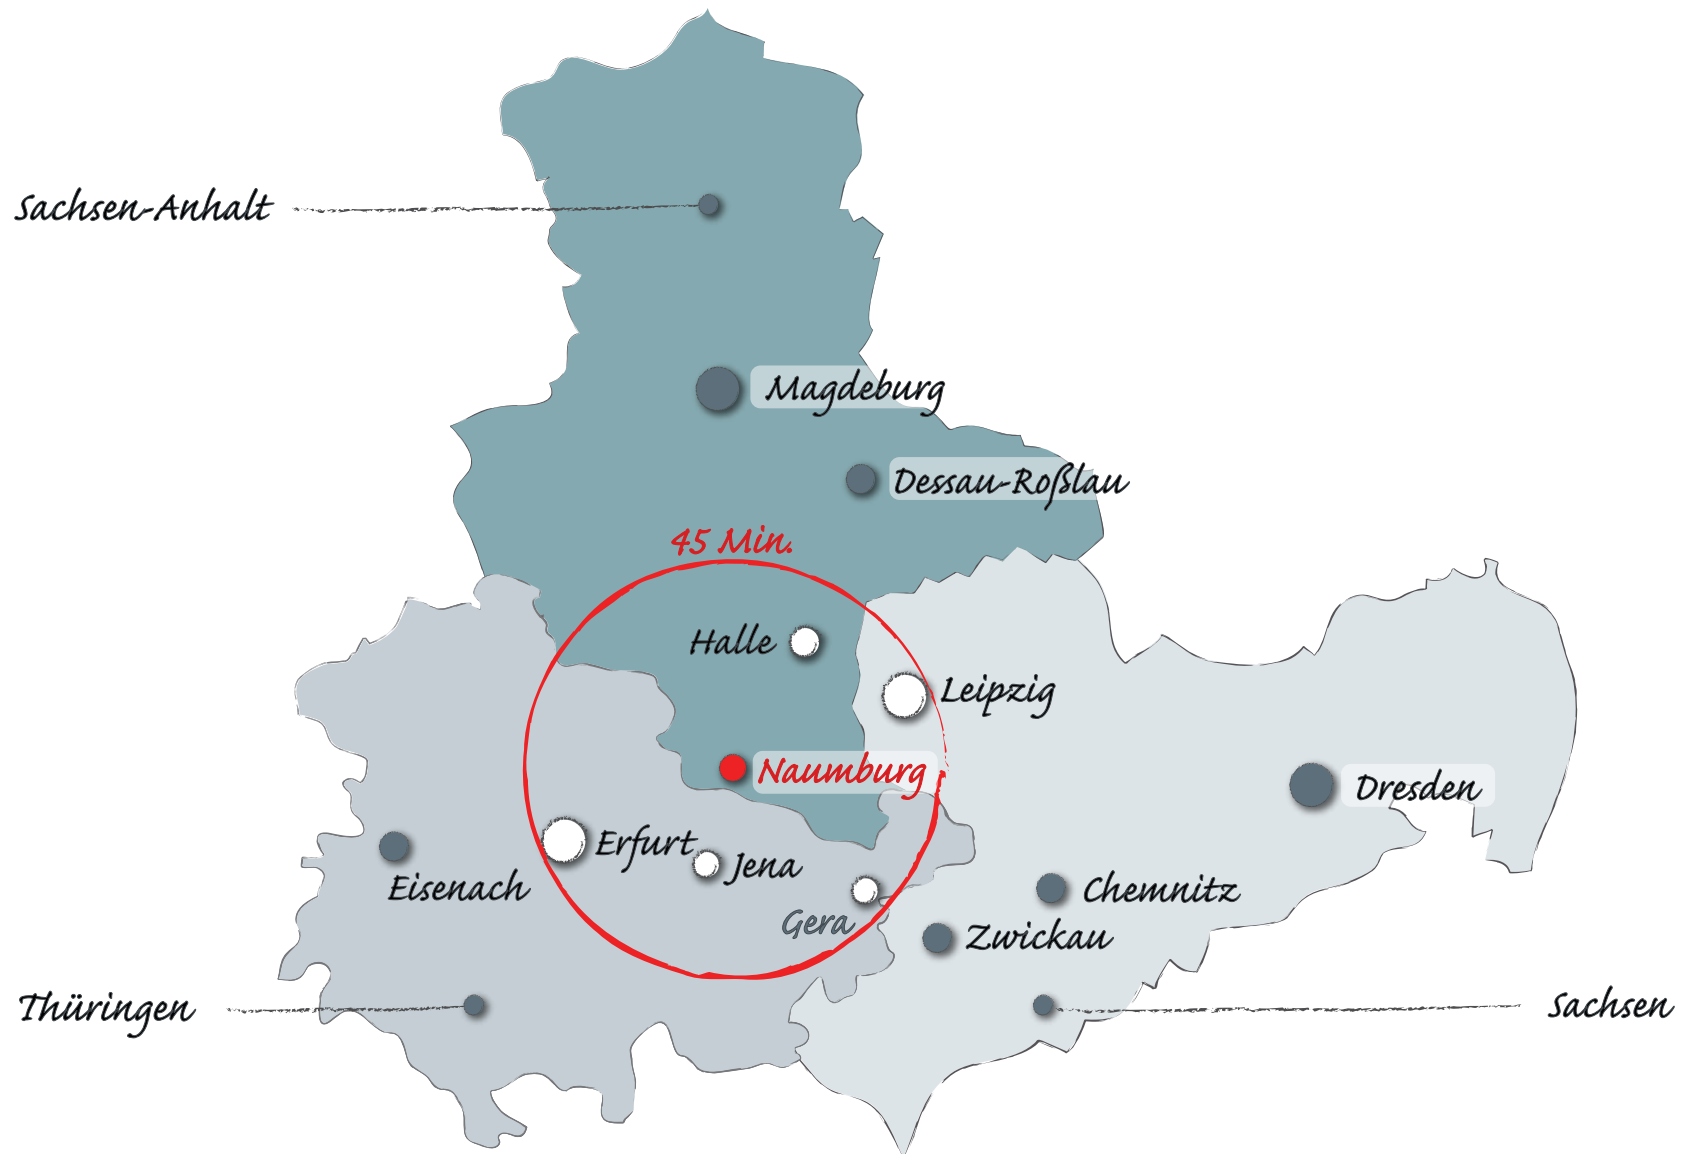 Sachsen-Anhalt
Magdeburg
Dessau-Roßlau
45 Min.
Halle
Leipzig
Naumburg
Dresden
Erfurt
Jena
Eisenach
Chemnitz
Gera
Zwickau
Thüringen
Sachsen